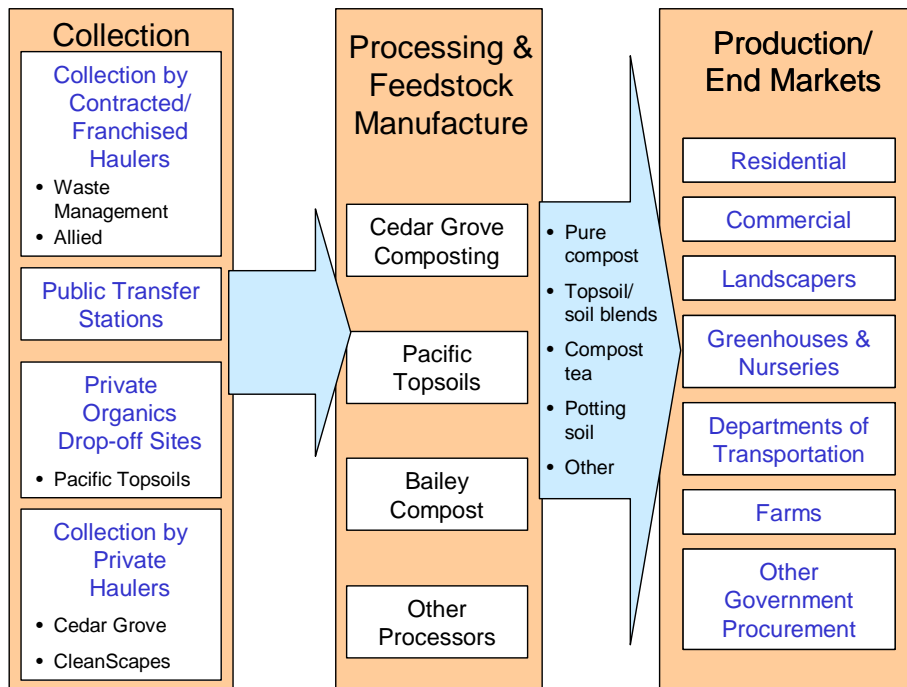 Collection
Collection by
Contracted/
Franchised
Haulers
• Waste
Management
• Allied
Public Transfer
Stations
Private
Organics
Drop-off Sites
• Pacific Topsoils
Collection by
Private
Haulers
• Cedar Grove
• CleanScapes
Processing &
Feedstock
Manufacture
Cedar Grove
Composting
Pacific
Topsoils
Bailey
Compost
Other
Processors
• Pure
compost
• Topsoil/
soil blends
• Compost
tea
• Potting
soil
• Other
Production/
End Markets
Residential
Commercial
Landscapers
Greenhouses &
Nurseries
Departments of
Transportation
Farms
Other
Government
Procurement